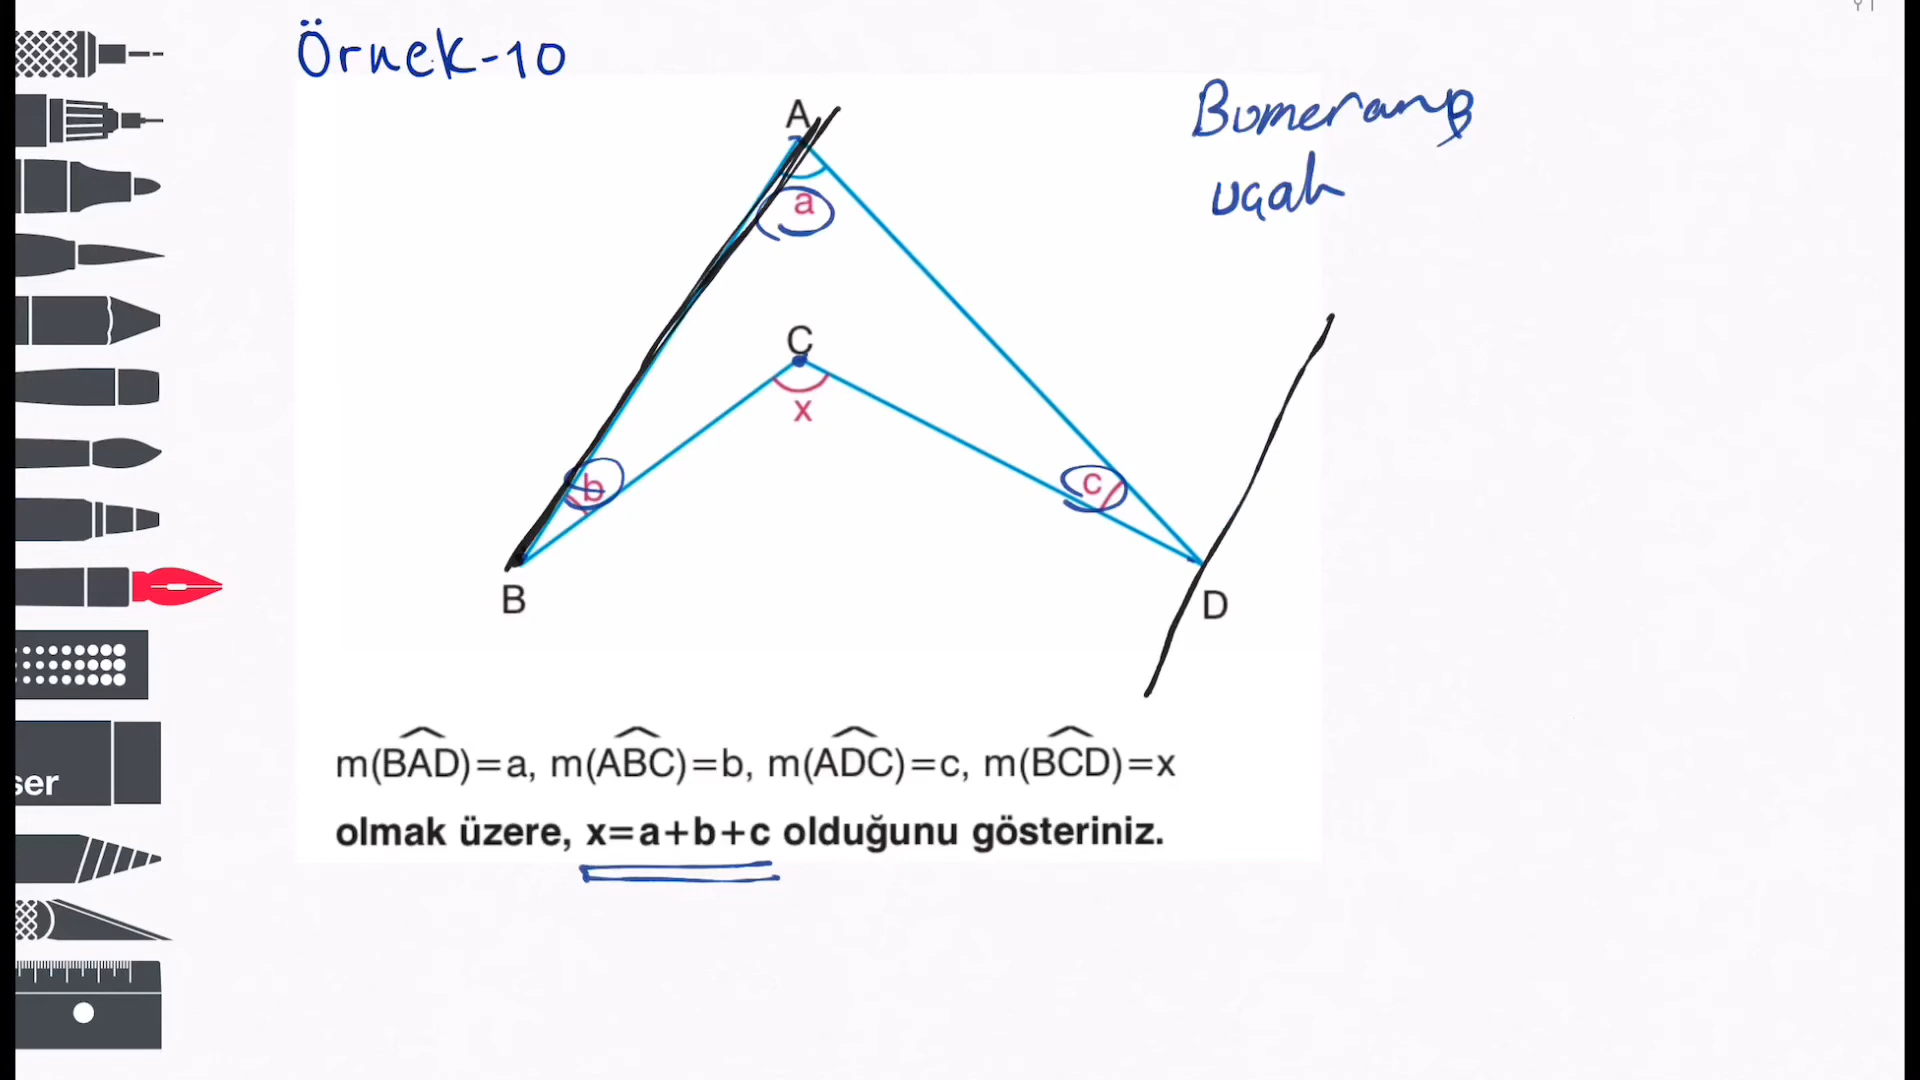 Örnek-10
Bumerang
uçak
A
a
C
x
b
c
B
D
m(BAD)=a, m(ABC)=b, m(ADC)=c, m(BCD)=x
olmak üzere, x=a+b+c olduğunu gösteriniz.
ser